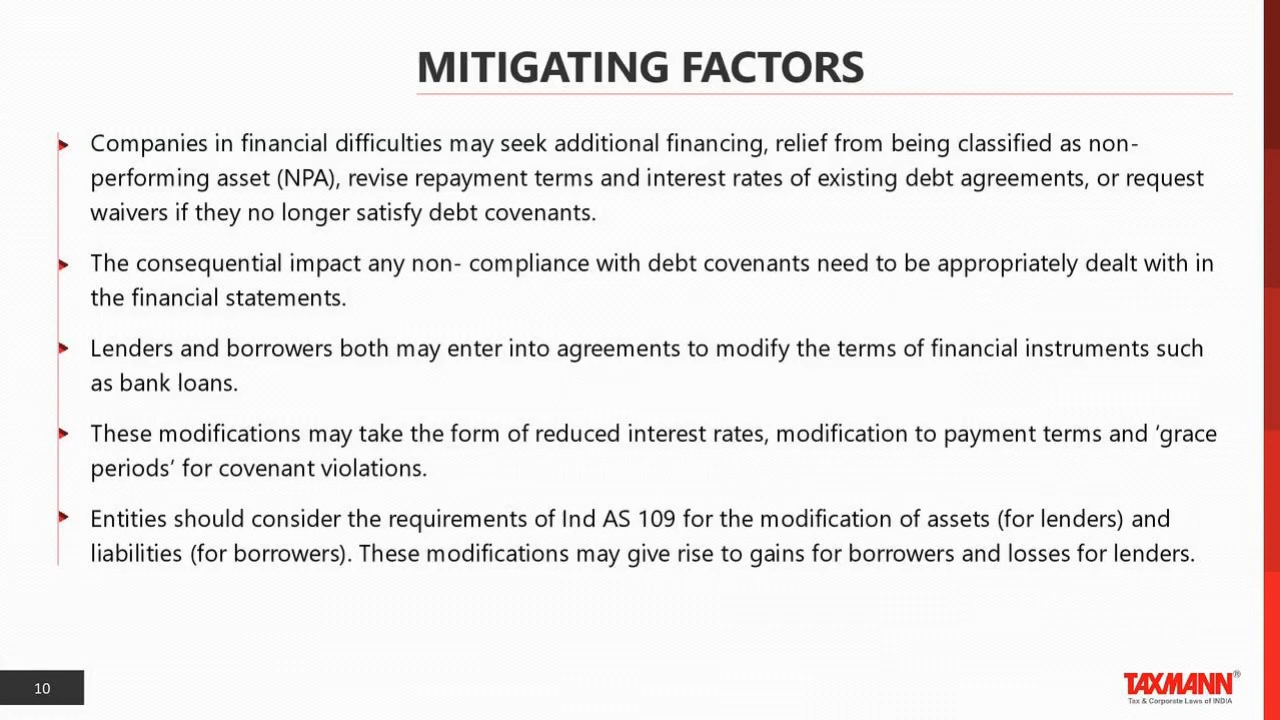 MITIGATING FACTORS
Companies in financial difficulties may seek additional financing, relief from being classified as non-
performing asset (NPA), revise repayment terms and interest rates of existing debt agreements, or request
waivers if they no longer satisfy debt covenants.
The consequential impact any non- compliance with debt covenants need to be appropriately dealt with in
the financial statements.
Lenders and borrowers both may enter into agreements to modify the terms of financial instruments such
as bank loans.
These modifications may take the form of reduced interest rates, modification to payment terms and ‘grace
periods’ for covenant violations.
Entities should consider the requirements of Ind AS 109 for the modification of assets (for lenders) and
liabilities (for borrowers). These modifications may give rise to gains for borrowers and losses for lenders.
10
TAXMANN®
Tax & Corporate Laws of INDIA